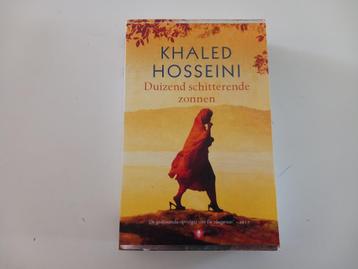 KHALED
HOSSEINI
Duizend schitterende
zonnen